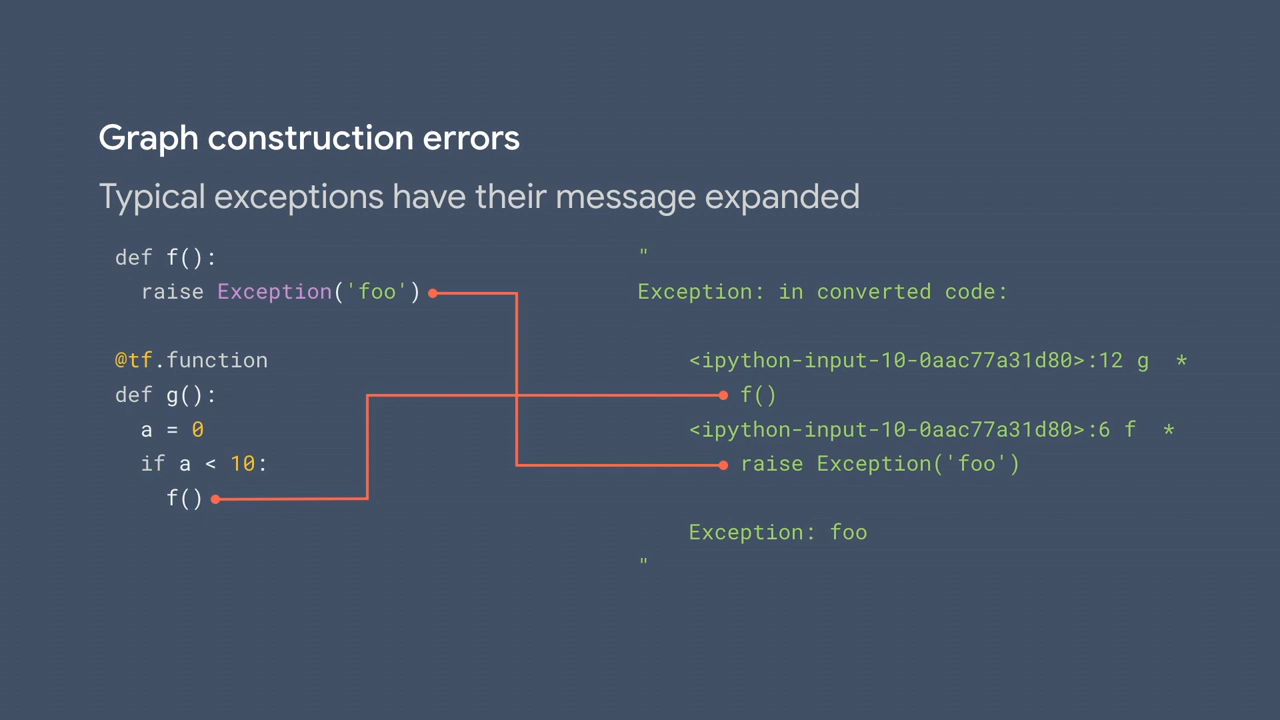 Graph construction errors
Typical exceptions have their message expanded
def f():
  raise Exception('foo')

@tf.function
def g():
  a = 0
  if a < 10:
    f()
"
Exception: in converted code:

    <ipython-input-10-0aac77a31d80>:12 g  *
        f()
    <ipython-input-10-0aac77a31d80>:6 f  *
        raise Exception('foo')

    Exception: foo
"